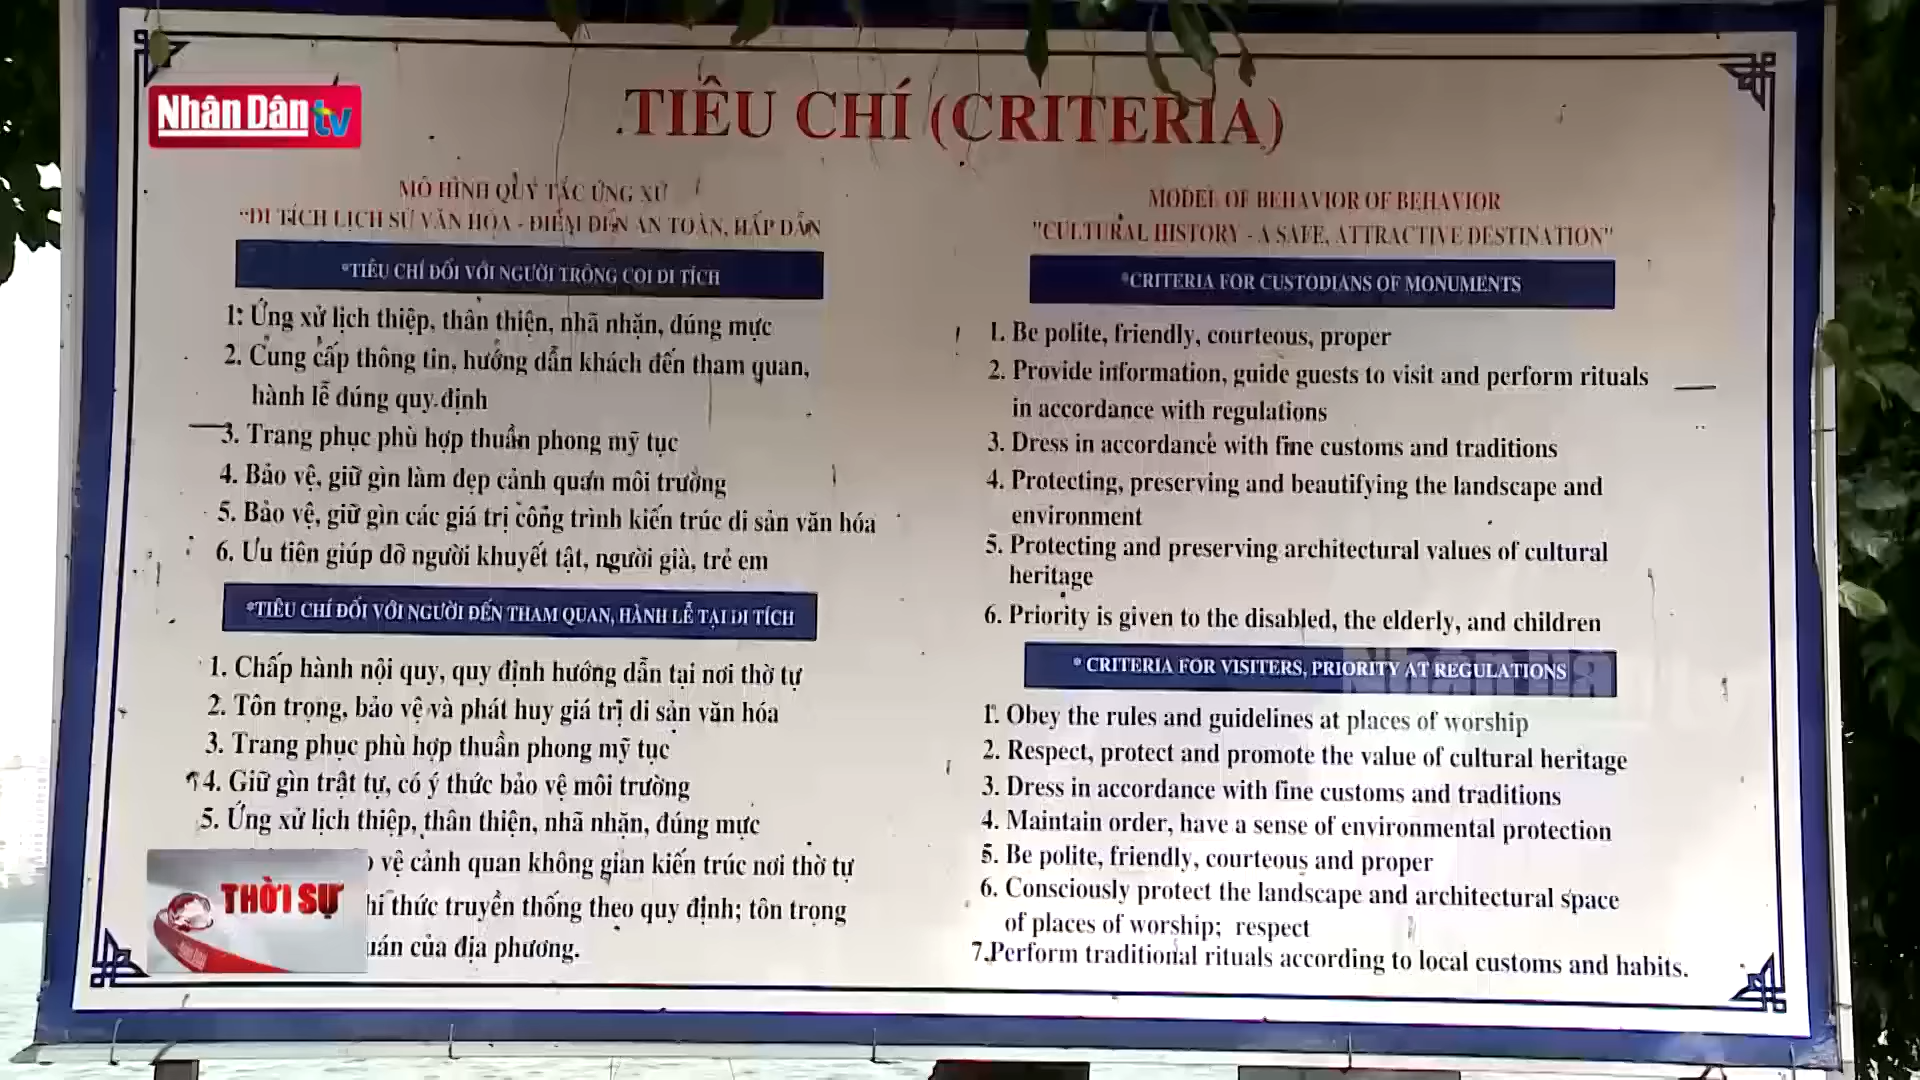 Nhân Dân tv
TIÊU CHÍ (CRITERIA)
MÔ HÌNH QUY TẮC ỨNG XỬ
"DI TÍCH LỊCH SỬ VĂN HÓA - ĐIỂM ĐẾN AN TOÀN, HẤP DẪN
*TIÊU CHÍ ĐỐI VỚI NGƯỜI TRÔNG COI DI TÍCH
1: Ứng xử lịch thiệp, thân thiện, nhã nhặn, đúng mực
2. Cung cấp thông tin, hướng dẫn khách đến tham quan,
hành lễ đúng quy định
3. Trang phục phù hợp thuần phong mỹ tục
4. Bảo vệ, giữ gìn làm đẹp cảnh quan môi trường
5. Bảo vệ, giữ gìn các giá trị công trình kiến trúc di sản văn hóa
6. Ưu tiên giúp đỡ người khuyết tật, người già, trẻ em
*TIÊU CHÍ ĐỐI VỚI NGƯỜI ĐẾN THAM QUAN, HÀNH LỄ TẠI DI TÍCH
1. Chấp hành nội quy, quy định hướng dẫn tại nơi thờ tự
2. Tôn trọng, bảo vệ và phát huy giá trị di sản văn hóa
3. Trang phục phù hợp thuần phong mỹ tục
4. Giữ gìn trật tự, có ý thức bảo vệ môi trường
5. Ứng xử lịch thiệp, thân thiện, nhã nhặn, đúng mực
vệ cảnh quan không gian kiến trúc nơi thờ tự
thức truyền thống theo quy định; tôn trọng
của địa phương.
THỜI SỰ
MODEL OF BEHAVIOR OF BEHAVIOR
"CULTURAL HISTORY - A SAFE, ATTRACTIVE DESTINATION"
*CRITERIA FOR CUSTODIANS OF MONUMENTS
1. Be polite, friendly, courteous, proper
2. Provide information, guide guests to visit and perform rituals
in accordance with regulations
3. Dress in accordance with fine customs and traditions
4. Protecting, preserving and beautifying the landscape and
environment
5. Protecting and preserving architectural values of cultural
heritage
6. Priority is given to the disabled, the elderly, and children
* CRITERIA FOR VISITERS, PRIORITY AT REGULATIONS
1. Obey the rules and guidelines at places of worship
2. Respect, protect and promote the value of cultural heritage
3. Dress in accordance with fine customs and traditions
4. Maintain order, have a sense of environmental protection
5. Be polite, friendly, courteous and proper
6. Consciously protect the landscape and architectural space
of places of worship; respect
7.Perform traditional rituals according to local customs and habits.